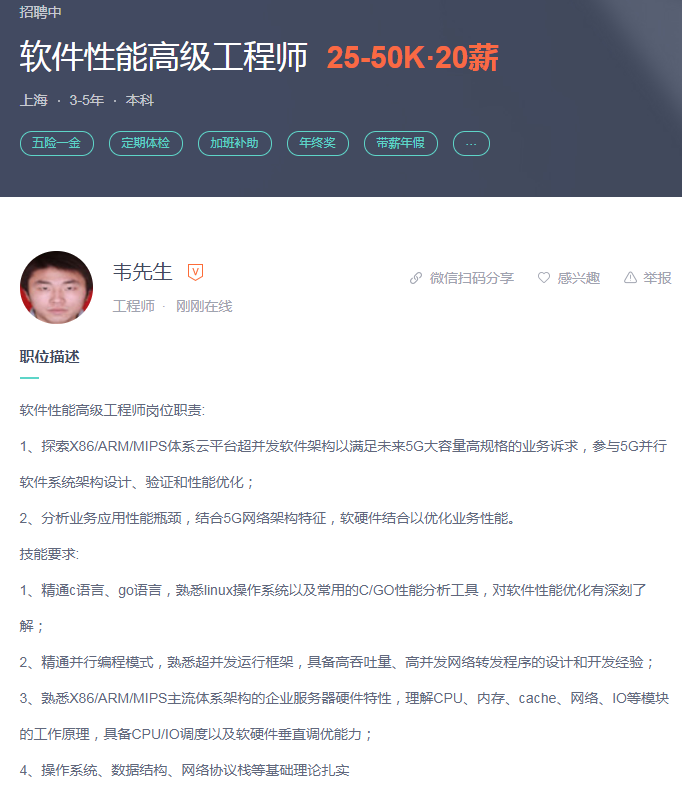 招聘中
软件性能高级工程师 25-50K·20薪
上海 · 3-5年 · 本科
五险一金 定期体检 加班补助 年终奖 带薪年假 ...
韦先生 V
微信扫码分享 感兴趣 举报
工程师 · 刚刚在线
职位描述
软件性能高级工程师岗位职责:
1、探索X86/ARM/MIPS体系云平台超并发软件架构以满足未来5G大容量高规格的业务诉求，参与5G并行
软件系统架构设计、验证和性能优化；
2、分析业务应用性能瓶颈，结合5G网络架构特征，软硬件结合以优化业务性能。
技能要求:
1、精通c语言、go语言，熟悉linux操作系统以及常用的C/GO性能分析工具，对软件性能优化有深刻了
解；
2、精通并行编程模式，熟悉超并发运行框架，具备高吞吐量、高并发网络转发程序的设计和开发经验；
3、熟悉X86/ARM/MIPS主流体系架构的企业服务器硬件特性，理解CPU、内存、cache、网络、IO等模块
的工作原理，具备CPU/IO调度以及软硬件垂直调优能力；
4、操作系统、数据结构、网络协议栈等基础理论扎实